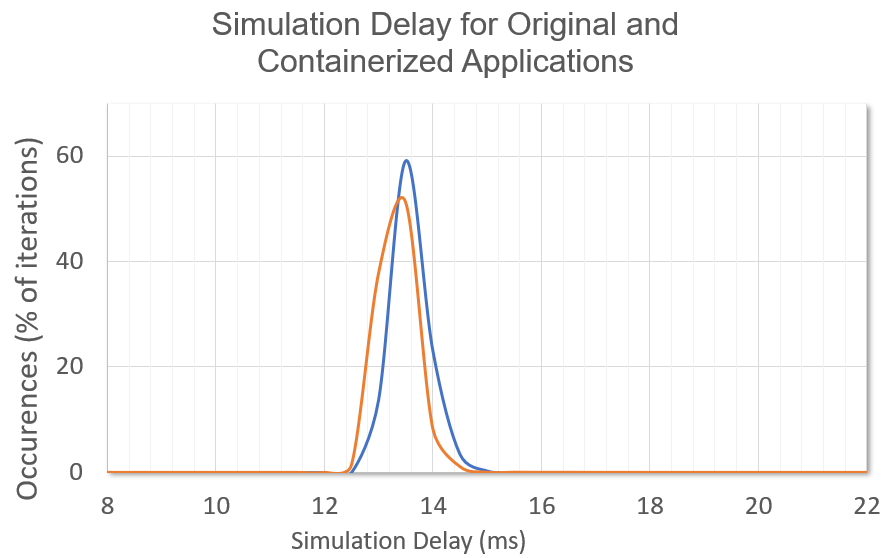 Simulation Delay for Original and
Containerized Applications
Occurences (% of iterations)
60
40
20
0
8 10 12 14 16 18 20 22
Simulation Delay (ms)